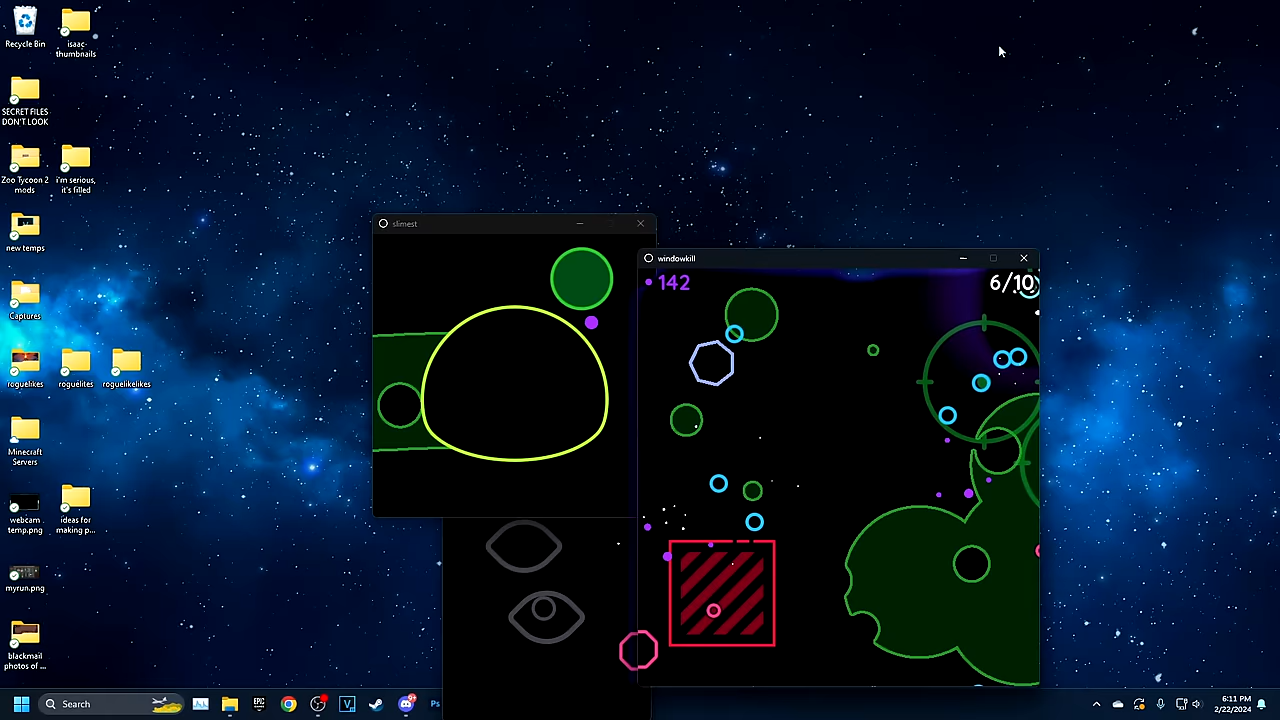 Recycle Bin
isaac-
thumbnails
SECRET FILES
DON'T LOOK
Zoo Tycoon 2
mods
i'm serious,
it's filled
new temps
Captures
roguelikes
roguelites
roguelikelikes
Minecraft
Servers
webcam
temp.png
ideas for
making p...
myrun.png
blackmail
photos of ...
slimest
windowkill
142
6/10
Search
EPIC
V
Ps
6:11 PM
2/22/2024